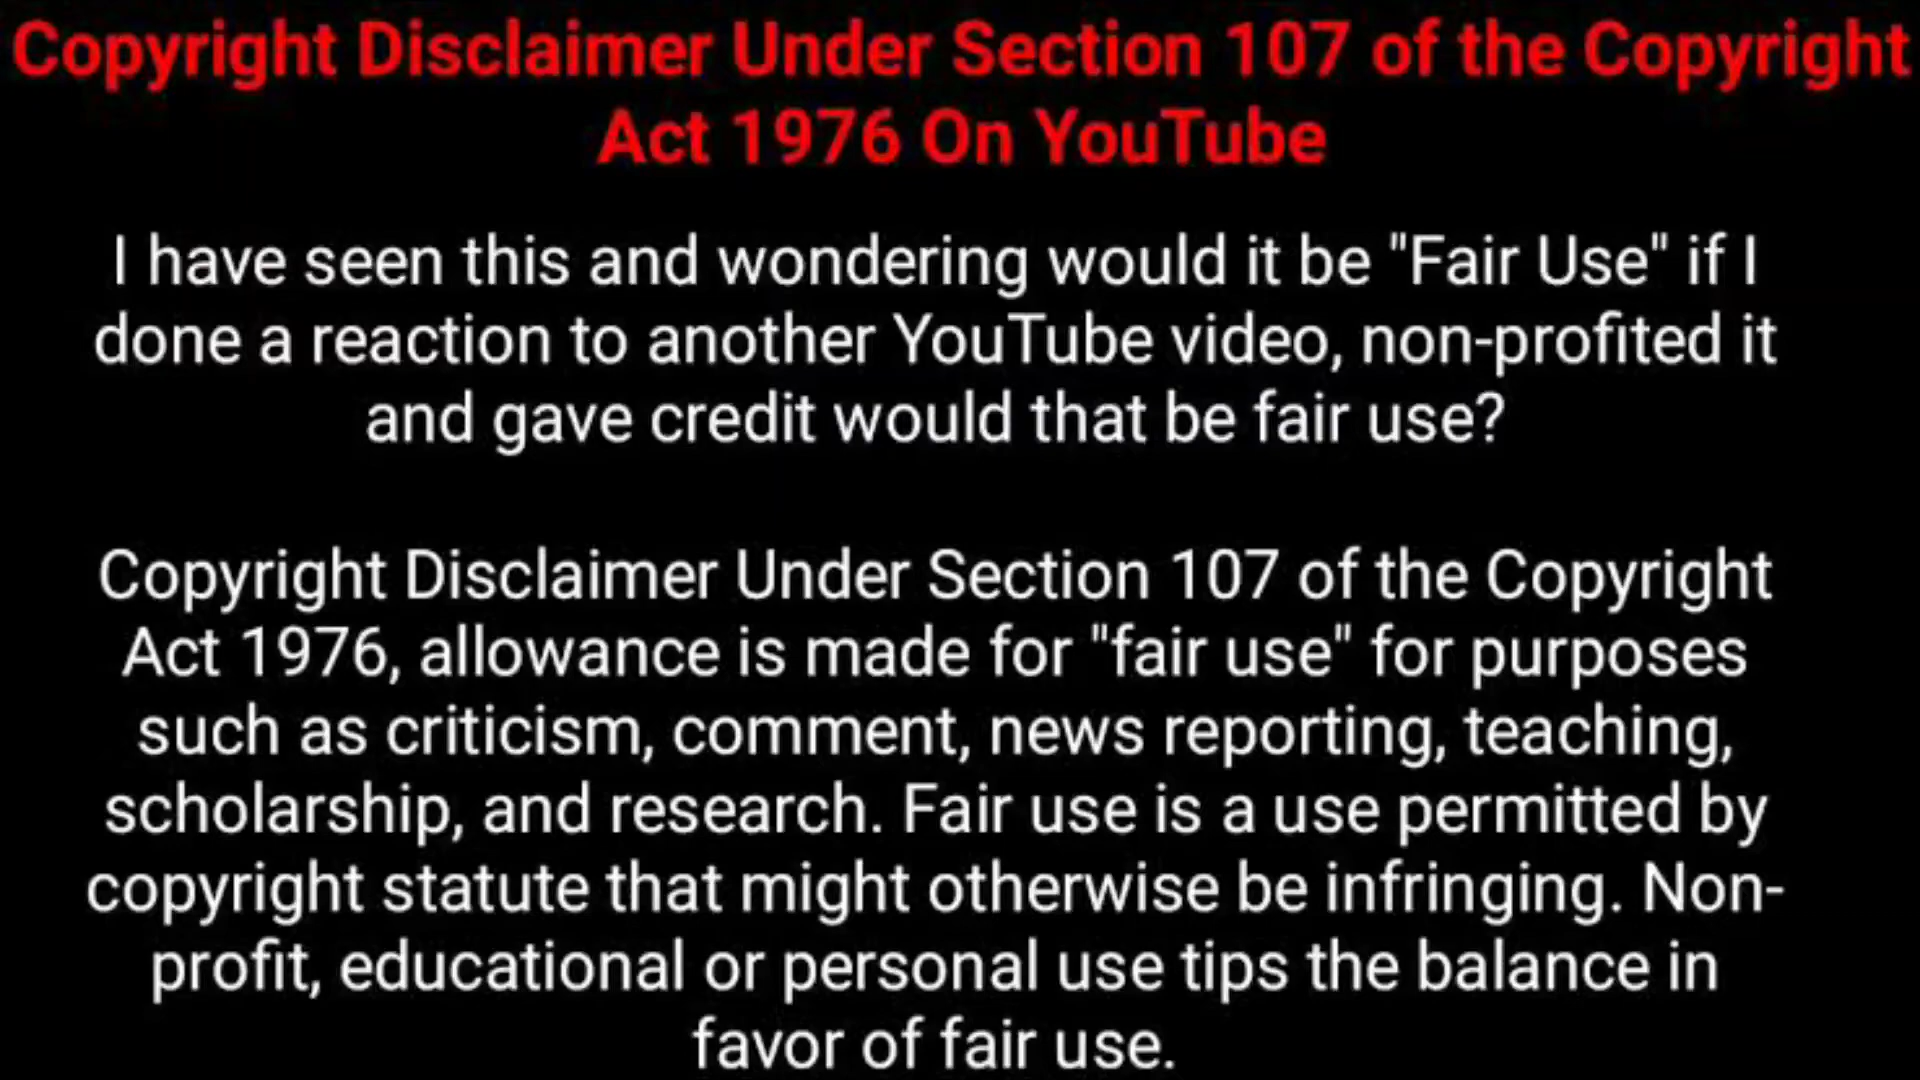 Copyright Disclaimer Under Section 107 of the Copyright
Act 1976 On YouTube
I have seen this and wondering would it be "Fair Use" if I
done a reaction to another YouTube video, non-profited it
and gave credit would that be fair use?
Copyright Disclaimer Under Section 107 of the Copyright
Act 1976, allowance is made for "fair use" for purposes
such as criticism, comment, news reporting, teaching,
scholarship, and research. Fair use is a use permitted by
copyright statute that might otherwise be infringing. Non-
profit, educational or personal use tips the balance in
favor of fair use.